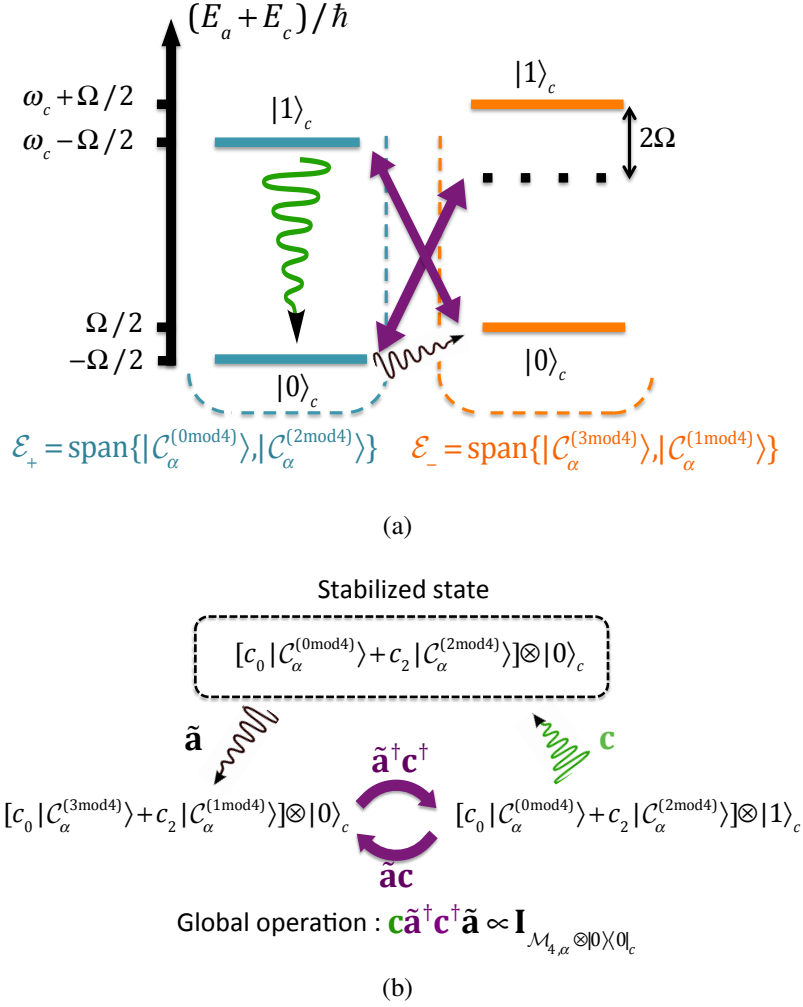 (E_a + E_c)/ħ
ω_c + Ω/2
ω_c − Ω/2
Ω/2
−Ω/2
|1⟩_c
|1⟩_c
2Ω
|0⟩_c
|0⟩_c
ℰ_+ = span{|𝒞_α^(0mod4)⟩,|𝒞_α^(2mod4)⟩}
ℰ_− = span{|𝒞_α^(3mod4)⟩,|𝒞_α^(1mod4)⟩}
(a)
Stabilized state
[c_0|𝒞_α^(0mod4)⟩ + c_2|𝒞_α^(2mod4)⟩]⊗|0⟩_c
ã
c
ã†c†
[c_0|𝒞_α^(3mod4)⟩ + c_2|𝒞_α^(1mod4)⟩]⊗|0⟩_c
[c_0|𝒞_α^(0mod4)⟩ + c_2|𝒞_α^(2mod4)⟩]⊗|1⟩_c
ãc
Global operation : cã†c†ã ∝ I_ℳ_4,α⊗|0⟩⟨0|_c
(b)